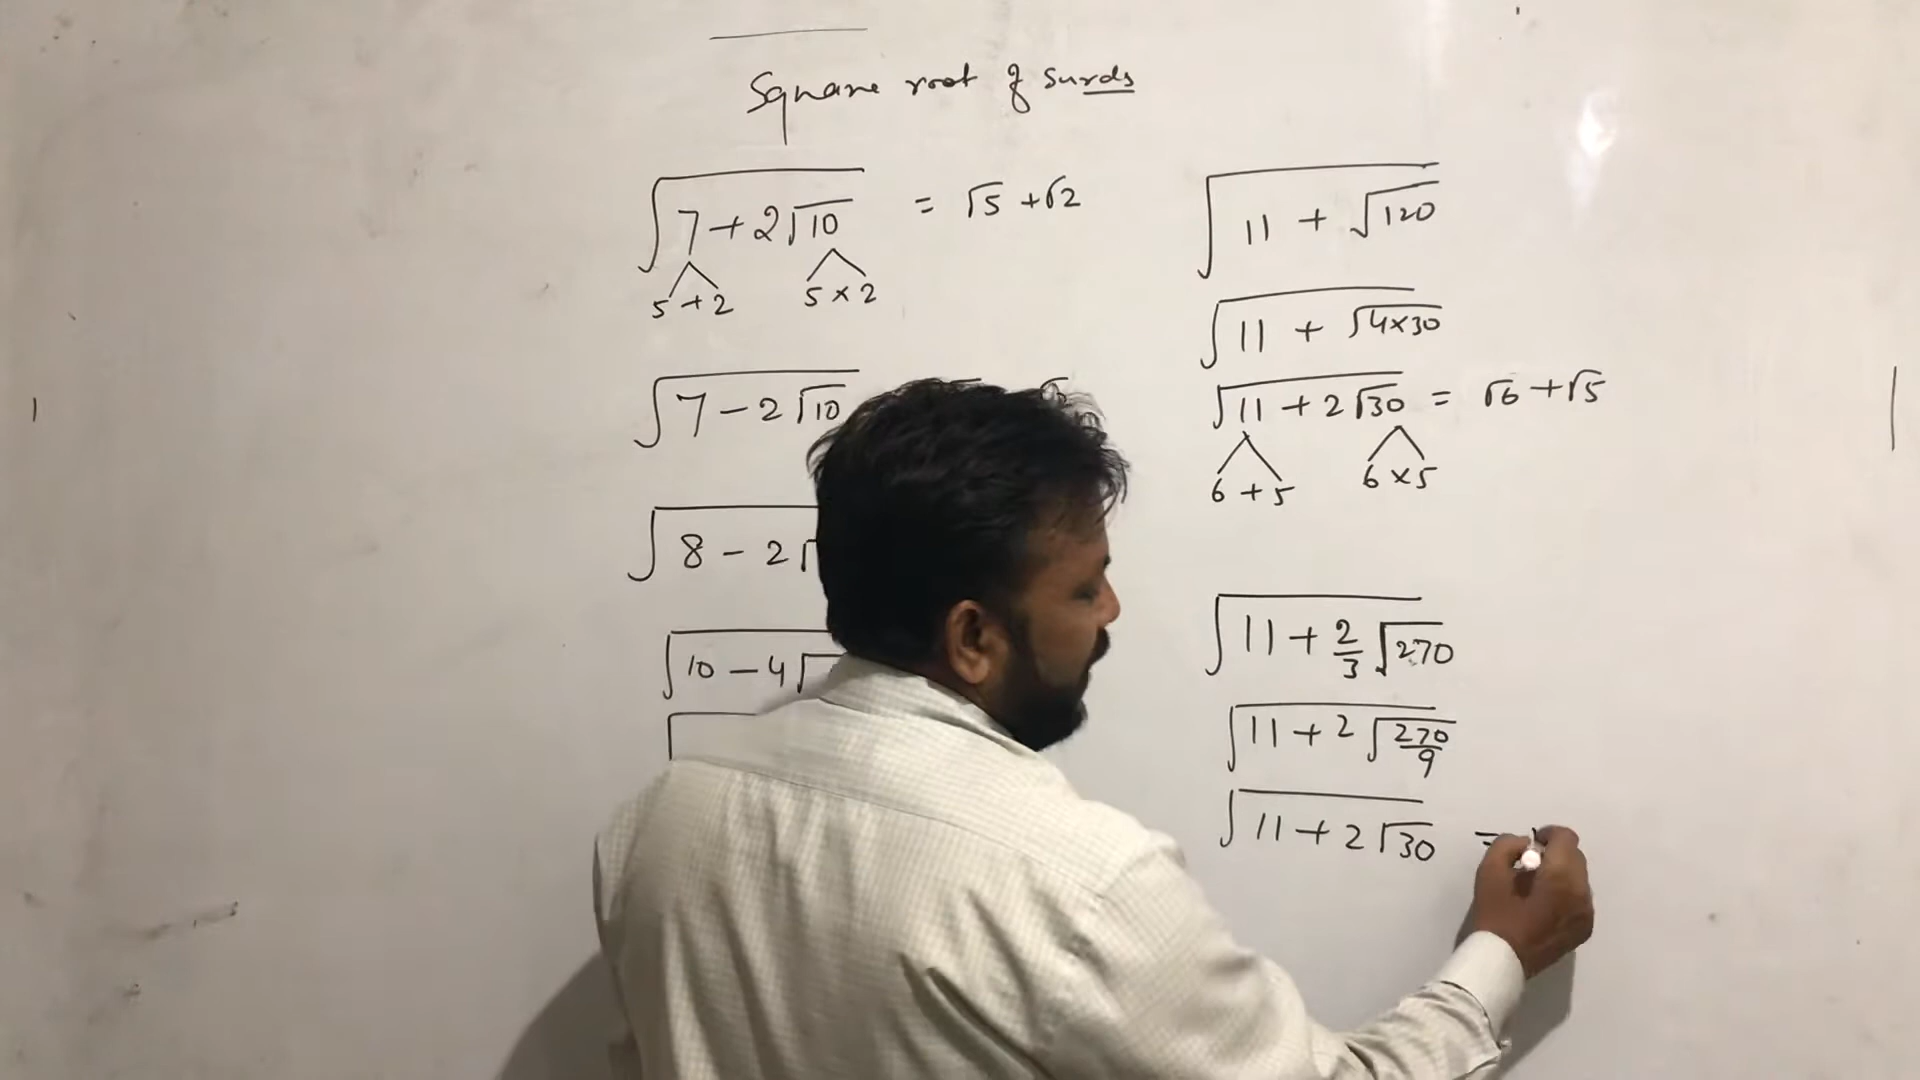 Square root of surds
√(7 + 2√10) = √5 + √2
5 + 2 5 × 2
√(7 − 2√10)
√(8 − 2√
√(10 − 4√
√(11 + √120)
√(11 + √(4×30))
√(11 + 2√30) = √6 + √5
6 + 5 6 × 5
√(11 + 2/3 √270)
√(11 + 2√(270/9))
√(11 + 2√30) =